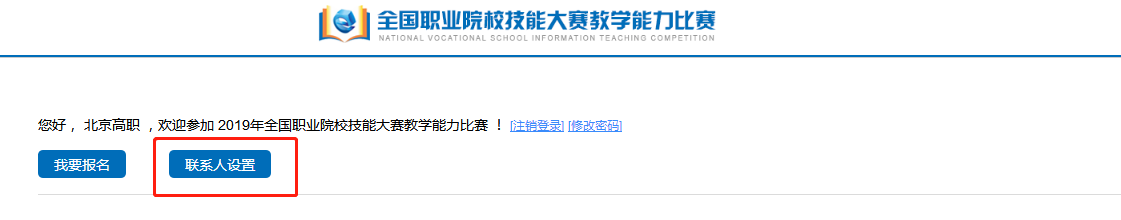 全国职业院校技能大赛教学能力比赛
NATIONAL VOCATIONAL SCHOOL INFORMATION TEACHING COMPETITION
您好， 北京高职 ，欢迎参加 2019年全国职业院校技能大赛教学能力比赛 ！ [注销登录] [修改密码]
我要报名 联系人设置